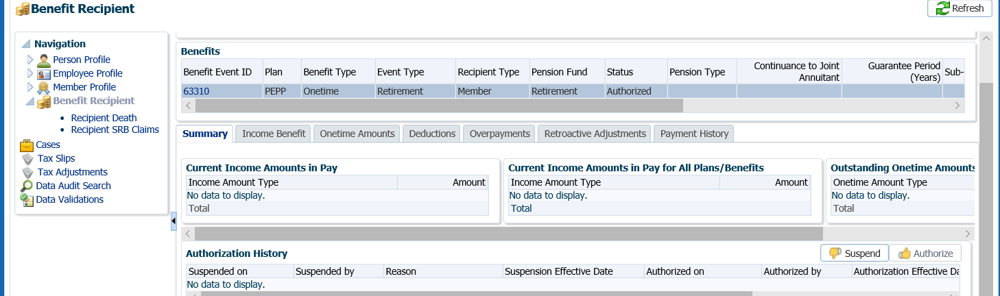 Benefit Recipient
Refresh
Navigation
Person Profile
Employee Profile
Member Profile
Benefit Recipient
Recipient Death
Recipient SRB Claims
Cases
Tax Slips
Tax Adjustments
Data Audit Search
Data Validations
Benefits
Benefit Event ID Plan Benefit Type Event Type Recipient Type Pension Fund Status Pension Type Continuance to Joint Annuitant Guarantee Period (Years) Sub-
63310 PEPP Onetime Retirement Member Retirement Authorized
Summary Income Benefit Onetime Amounts Deductions Overpayments Retroactive Adjustments Payment History
Current Income Amounts in Pay
Income Amount Type Amount
No data to display.
Total
Current Income Amounts in Pay for All Plans/Benefits
Income Amount Type Amount
No data to display.
Total
Outstanding Onetime Amounts
Onetime Amount Type
No data to display.
Total
Authorization History
Suspend Authorize
Suspended on Suspended by Reason Suspension Effective Date Authorized on Authorized by Authorization Effective Da
No data to display.